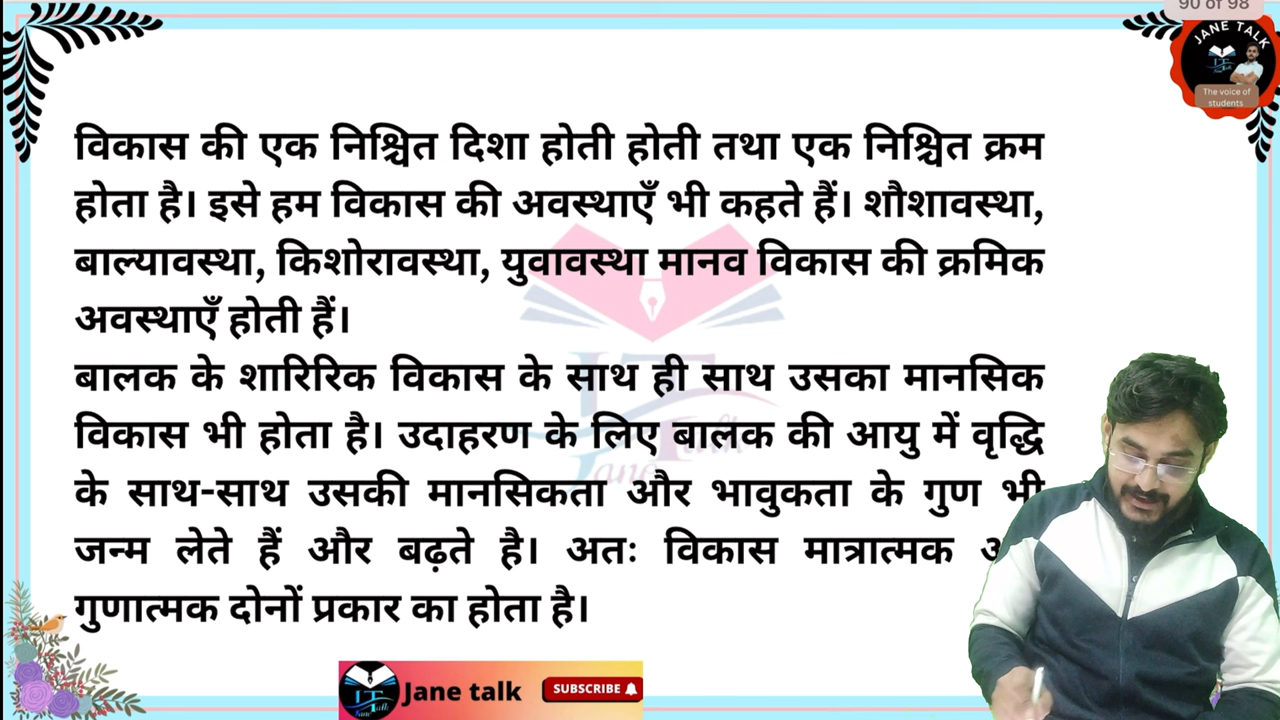 90 of 98
JANE TALK
The voice of
students
विकास की एक निश्चित दिशा होती होती तथा एक निश्चित क्रम
होता है। इसे हम विकास की अवस्थाएँ भी कहते हैं। शौशावस्था,
बाल्यावस्था, किशोरावस्था, युवावस्था मानव विकास की क्रमिक
अवस्थाएँ होती हैं।
बालक के शारिरिक विकास के साथ ही साथ उसका मानसिक
विकास भी होता है। उदाहरण के लिए बालक की आयु में वृद्धि
के साथ-साथ उसकी मानसिकता और भावुकता के गुण भी
जन्म लेते हैं और बढ़ते है। अतः विकास मात्रात्मक
गुणात्मक दोनों प्रकार का होता है।
Jane talk
SUBSCRIBE